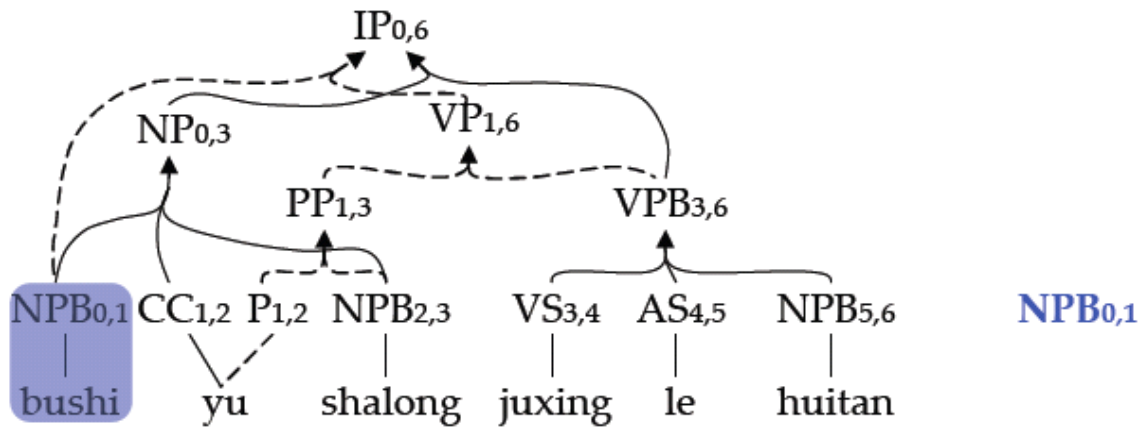 IP0,6
NP0,3 VP1,6
PP1,3 VPB3,6
NPB0,1 CC1,2 P1,2 NPB2,3 VS3,4 AS4,5 NPB5,6 NPB0,1
bushi yu shalong juxing le huitan